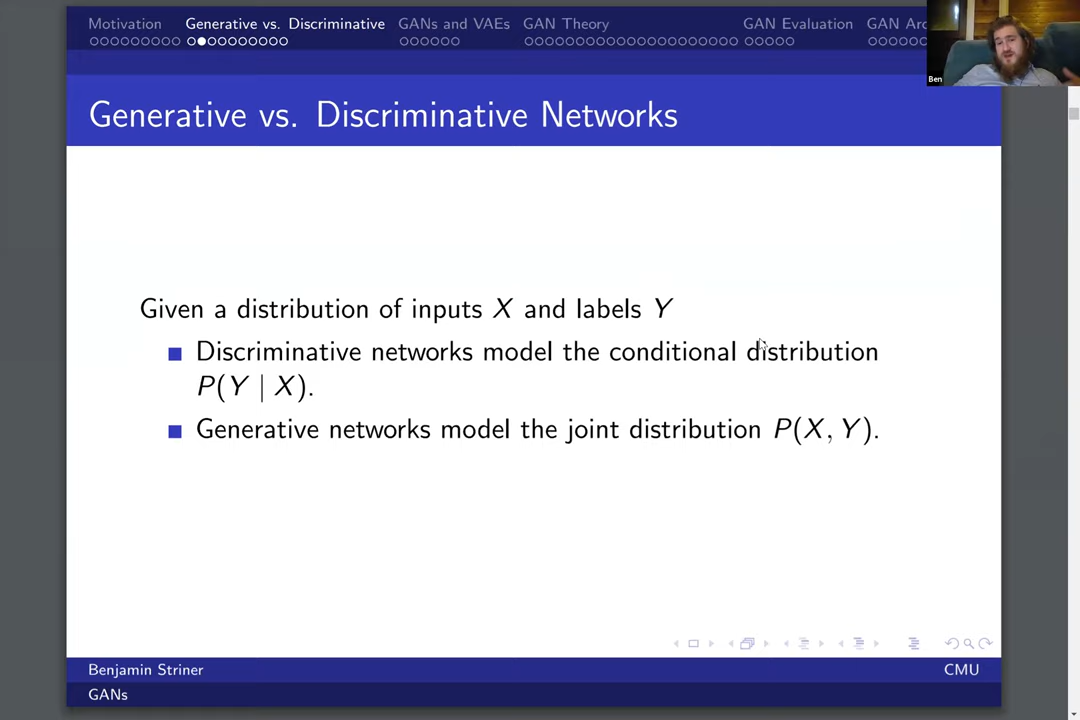 Motivation Generative vs. Discriminative GANs and VAEs GAN Theory GAN Evaluation GAN
Ben
Generative vs. Discriminative Networks
Given a distribution of inputs X and labels Y
Discriminative networks model the conditional distribution
P(Y | X).
Generative networks model the joint distribution P(X, Y).
Benjamin Striner CMU
GANs